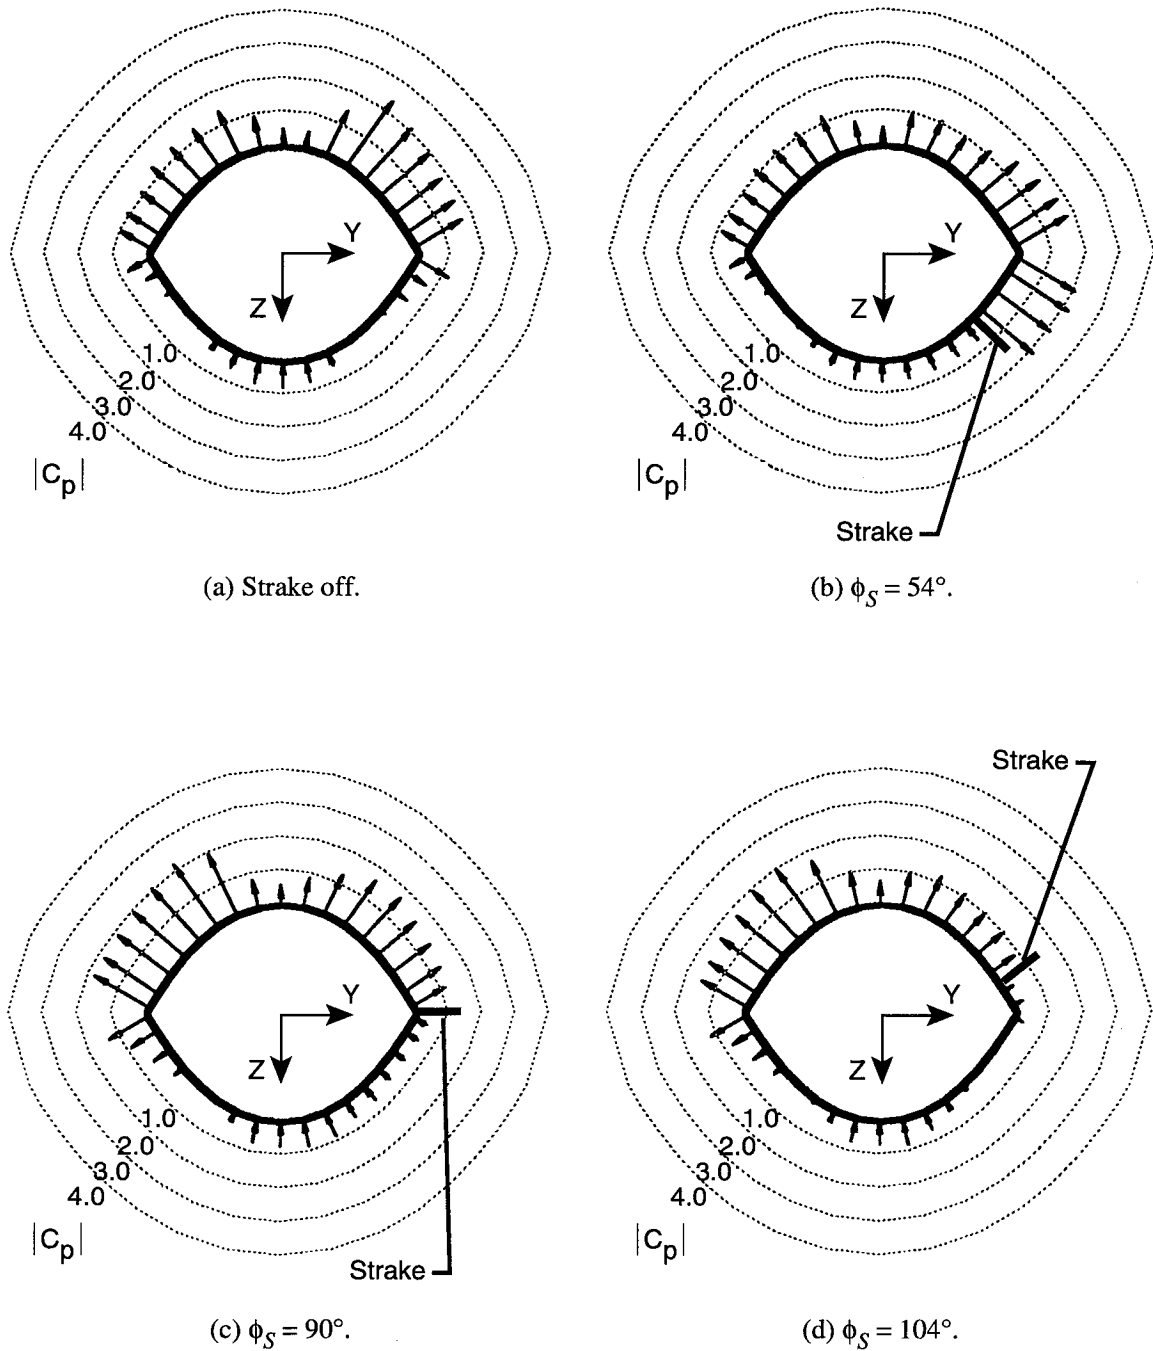 Y
Z
1.0
2.0
3.0
4.0
|Cp|
(a) Strake off.
Y
Z
1.0
2.0
3.0
4.0
|Cp|
Strake
(b) ϕS = 54°.
Y
Z
1.0
2.0
3.0
4.0
|Cp|
Strake
(c) ϕS = 90°.
Strake
Y
Z
1.0
2.0
3.0
4.0
|Cp|
(d) ϕS = 104°.